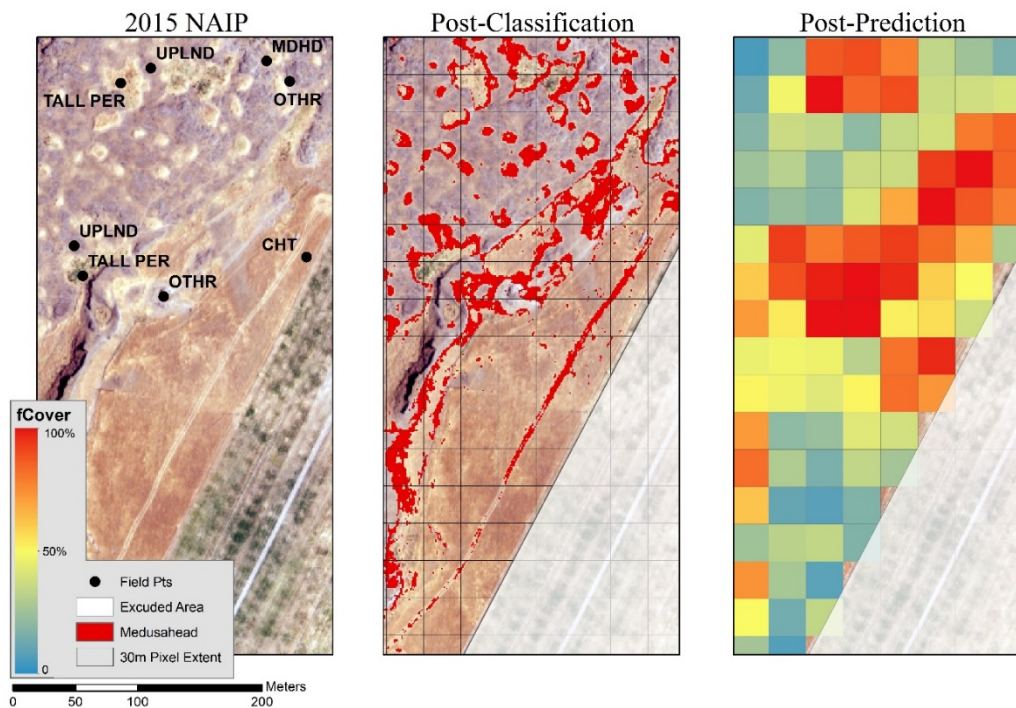 2015 NAIP
Post-Classification
Post-Prediction
UPLND
MDHD
TALL PER
OTHR
UPLND
TALL PER
CHT
OTHR
fCover
100%
50%
0
Field Pts
Excuded Area
Medusahead
30m Pixel Extent
Meters
0 50 100 200